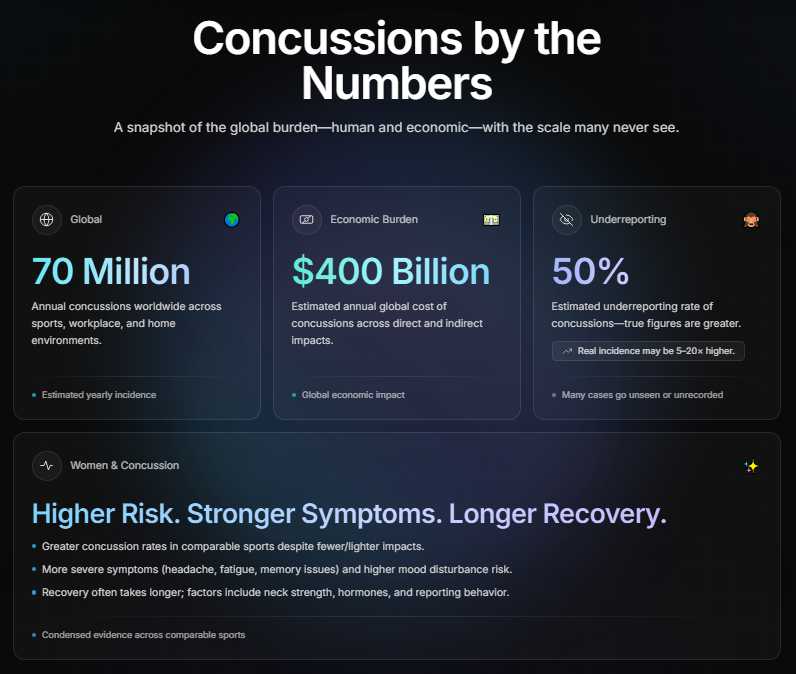 Concussions by the
Numbers
A snapshot of the global burden—human and economic—with the scale many never see.
Global
70 Million
Annual concussions worldwide across
sports, workplace, and home
environments.
Estimated yearly incidence
Economic Burden
$400 Billion
Estimated annual global cost of
concussions across direct and indirect
impacts.
Global economic impact
Underreporting
50%
Estimated underreporting rate of
concussions—true figures are greater.
Real incidence may be 5–20× higher.
Many cases go unseen or unrecorded
Women & Concussion
Higher Risk. Stronger Symptoms. Longer Recovery.
Greater concussion rates in comparable sports despite fewer/lighter impacts.
More severe symptoms (headache, fatigue, memory issues) and higher mood disturbance risk.
Recovery often takes longer; factors include neck strength, hormones, and reporting behavior.
Condensed evidence across comparable sports